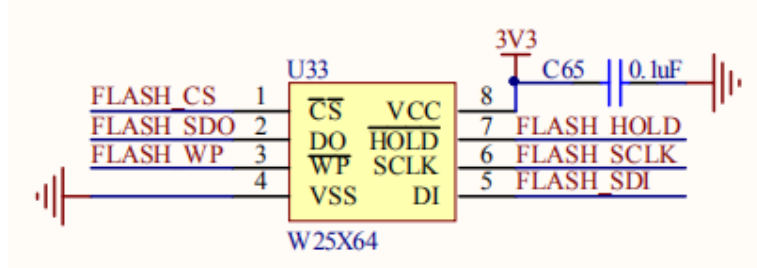 3V3
U33
C65 0.1uF
FLASH_CS 1 CS VCC 8
FLASH_SDO 2 DO HOLD 7 FLASH_HOLD
FLASH_WP 3 WP SCLK 6 FLASH_SCLK
4 VSS DI 5 FLASH_SDI
W25X64